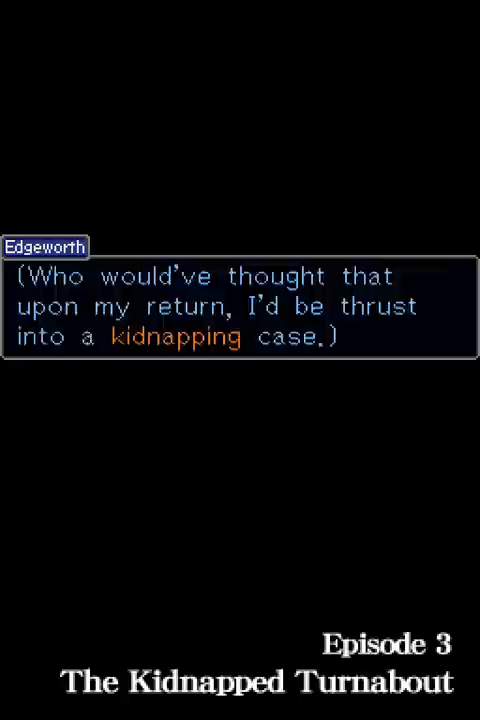 Edgeworth
(Who would've thought that
upon my return, I'd be thrust
into a kidnapping case.)
Episode 3
The Kidnapped Turnabout